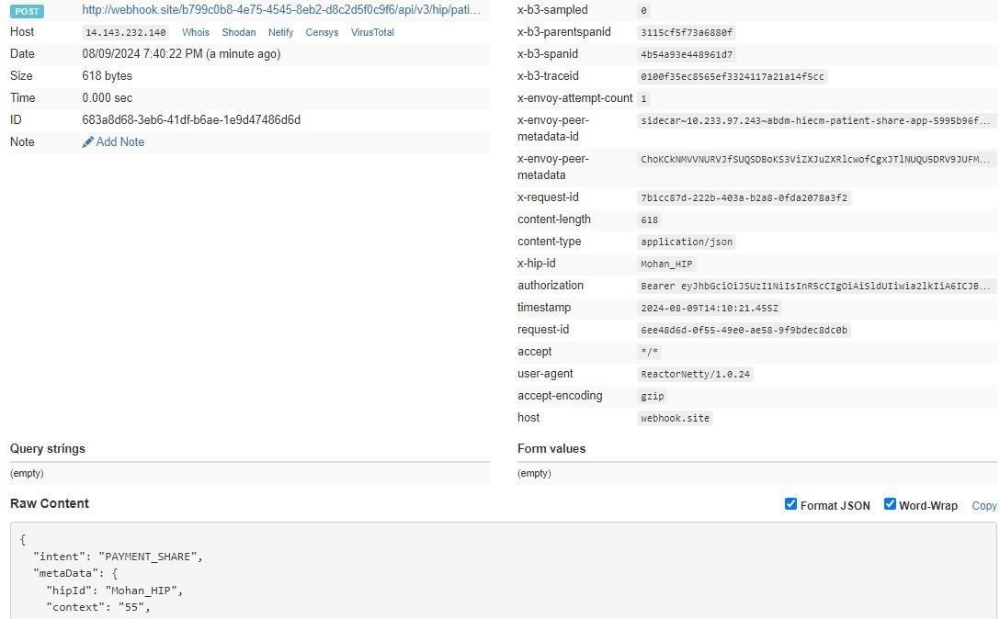 POST http://webhook.site/b799c0b8-4e75-4545-8eb2-d8c2d5f0c9f6/api/v3/hip/pati...
Host 14.143.232.140 Whois Shodan Netify Censys VirusTotal
Date 08/09/2024 7:40:22 PM (a minute ago)
Size 618 bytes
Time 0.000 sec
ID 683a8d68-3eb6-41df-b6ae-1e9d47486d6d
Note Add Note
x-b3-sampled 0
x-b3-parentspanid 3115cf5f73a6880f
x-b3-spanid 4b54a93e448961d7
x-b3-traceid 0100f35ec8565ef3324117a21a14f5cc
x-envoy-attempt-count 1
x-envoy-peer- sidecar~10.233.97.243~abdm-hiecm-patient-share-app-5995b96f...
metadata-id
x-envoy-peer- ChoKCkNMVVNURVJfSUQSDBoKS3ViZXJuZXRlcwofCgxJTlNUQU5DRV9JUFM...
metadata
x-request-id 7b1cc87d-222b-403a-b2a8-0fda2078a3f2
content-length 618
content-type application/json
x-hip-id Mohan_HIP
authorization Bearer eyJhbGciOiJSUzI1NiIsInR5cCIgOiAiSldUIiwia2lkIiA6ICJB...
timestamp 2024-08-09T14:10:21.455Z
request-id 6ee48d6d-0f55-49e0-ae58-9f9bdec8dc0b
accept */*
user-agent ReactorNetty/1.0.24
accept-encoding gzip
host webhook.site
Query strings
(empty)
Form values
(empty)
Raw Content Format JSON Word-Wrap Copy
{
"intent": "PAYMENT_SHARE",
"metaData": {
"hipId": "Mohan_HIP",
"context": "55",